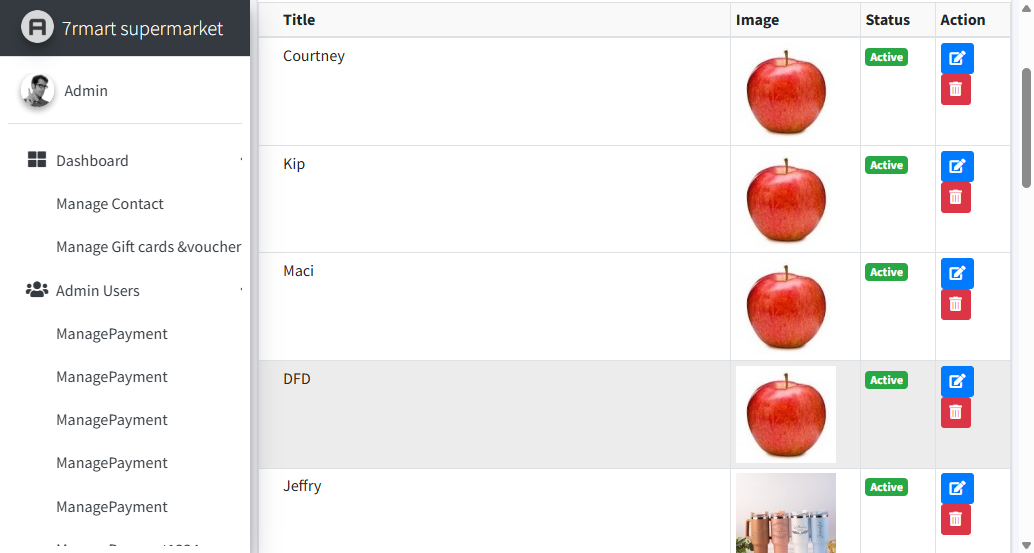 7rmart supermarket
Admin
Dashboard
Manage Contact
Manage Gift cards &voucher
Admin Users
ManagePayment
ManagePayment
ManagePayment
ManagePayment
ManagePayment
Title Image Status Action
Courtney Active
Kip Active
Maci Active
DFD Active
Jeffry Active